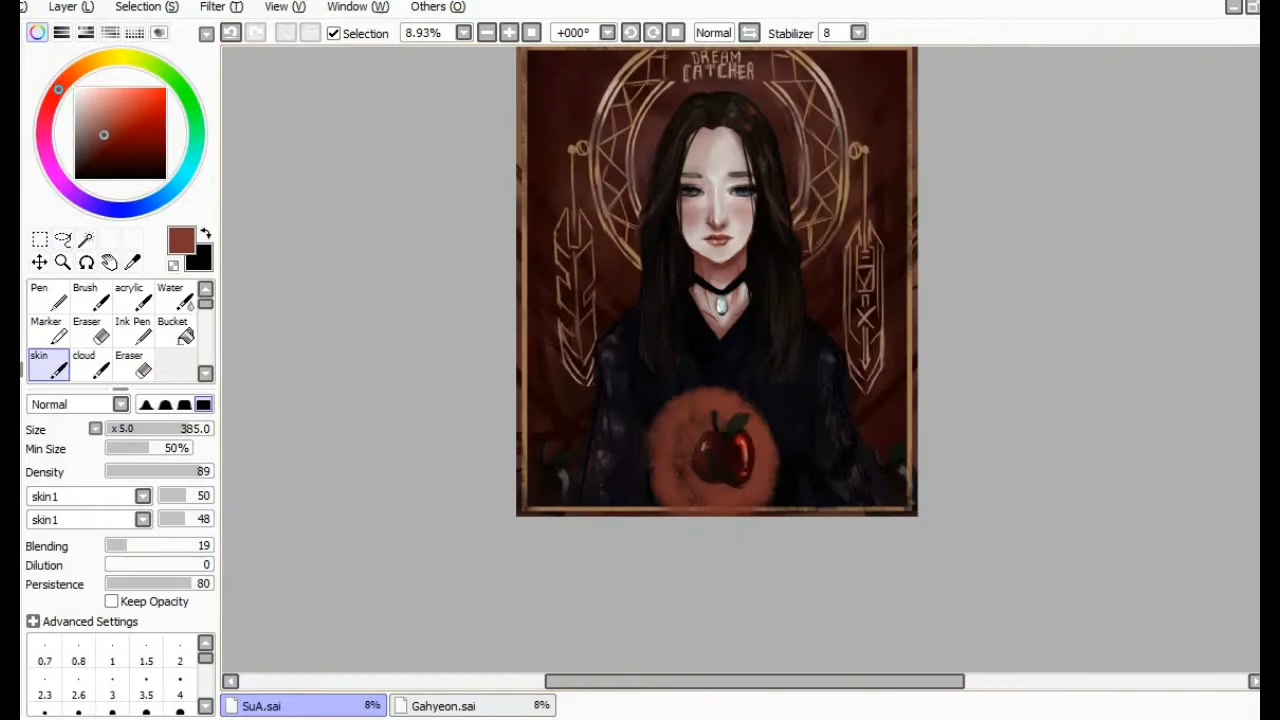 Layer (L) Selection (S) Filter (T) View (V) Window (W) Others (O)
Selection 8.93% +000° Normal Stabilizer 8
DREAM
CATCHER
Pen Brush acrylic Water
Marker Eraser Ink Pen Bucket
skin cloud Eraser
Normal
Size x 5.0 385.0
Min Size 50%
Density 89
skin1 50
skin1 48
Blending 19
Dilution 0
Persistence 80
Keep Opacity
Advanced Settings
0.7 0.8 1 1.5 2
2.3 2.6 3 3.5 4
SuA.sai 8% Gahyeon.sai 8%